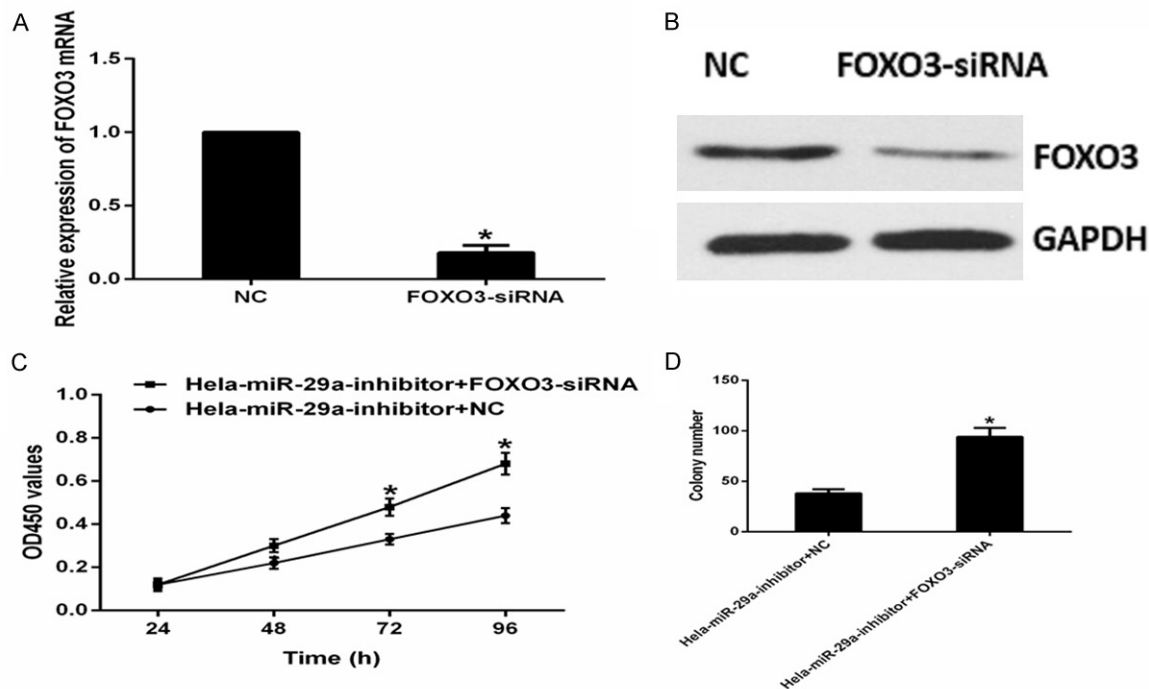 A
Relative expression of FOXO3 mRNA
1.5
1.0
0.5
0.0
*
NC
FOXO3-siRNA
B
NC FOXO3-siRNA
FOXO3
GAPDH
C
Hela-miR-29a-inhibitor+FOXO3-siRNA
Hela-miR-29a-inhibitor+NC
OD450 values
1.0
0.8
0.6
0.4
0.2
0.0
*
*
24 48 72 96
Time (h)
D
Colony number
150
100
50
0
*
Hela-miR-29a-inhibitor+NC
Hela-miR-29a-inhibitor+FOXO3-siRNA